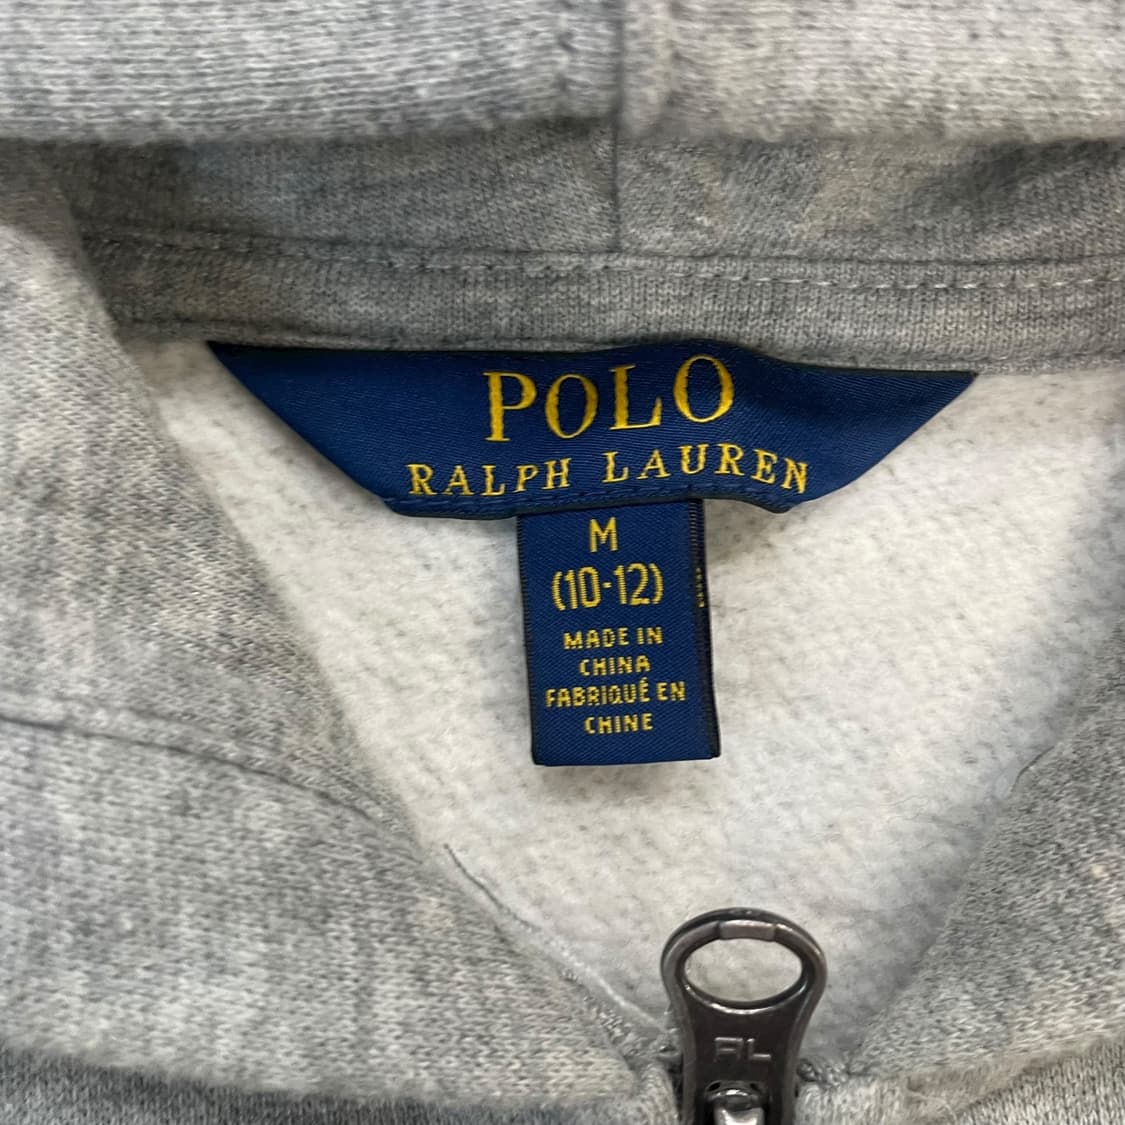 POLO
RALPH LAUREN
M
(10-12)
MADE IN
CHINA
FABRIQUÉ EN
CHINE
RL